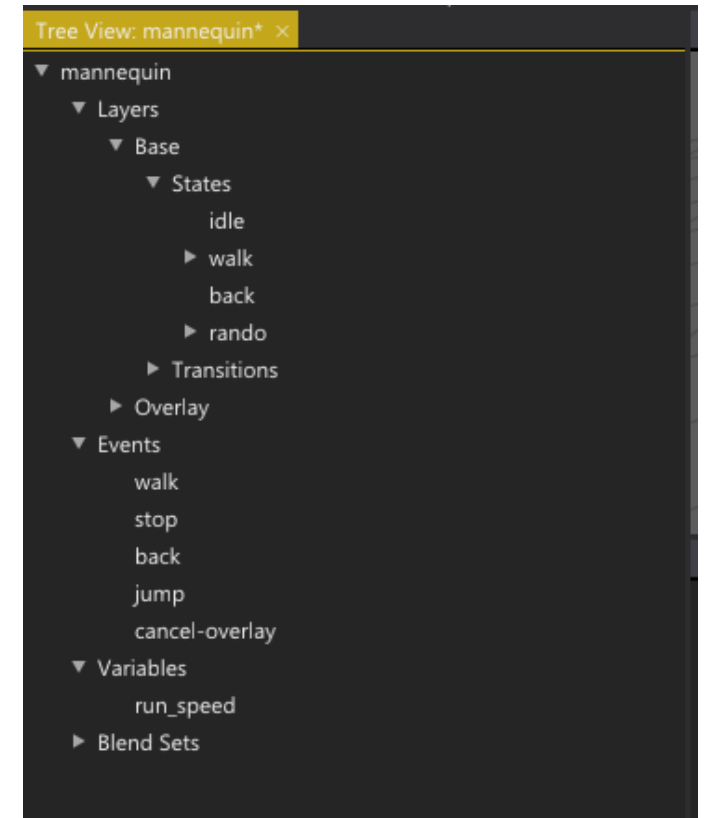 Tree View: mannequin* ×
mannequin
Layers
Base
States
idle
walk
back
rando
Transitions
Overlay
Events
walk
stop
back
jump
cancel-overlay
Variables
run_speed
Blend Sets